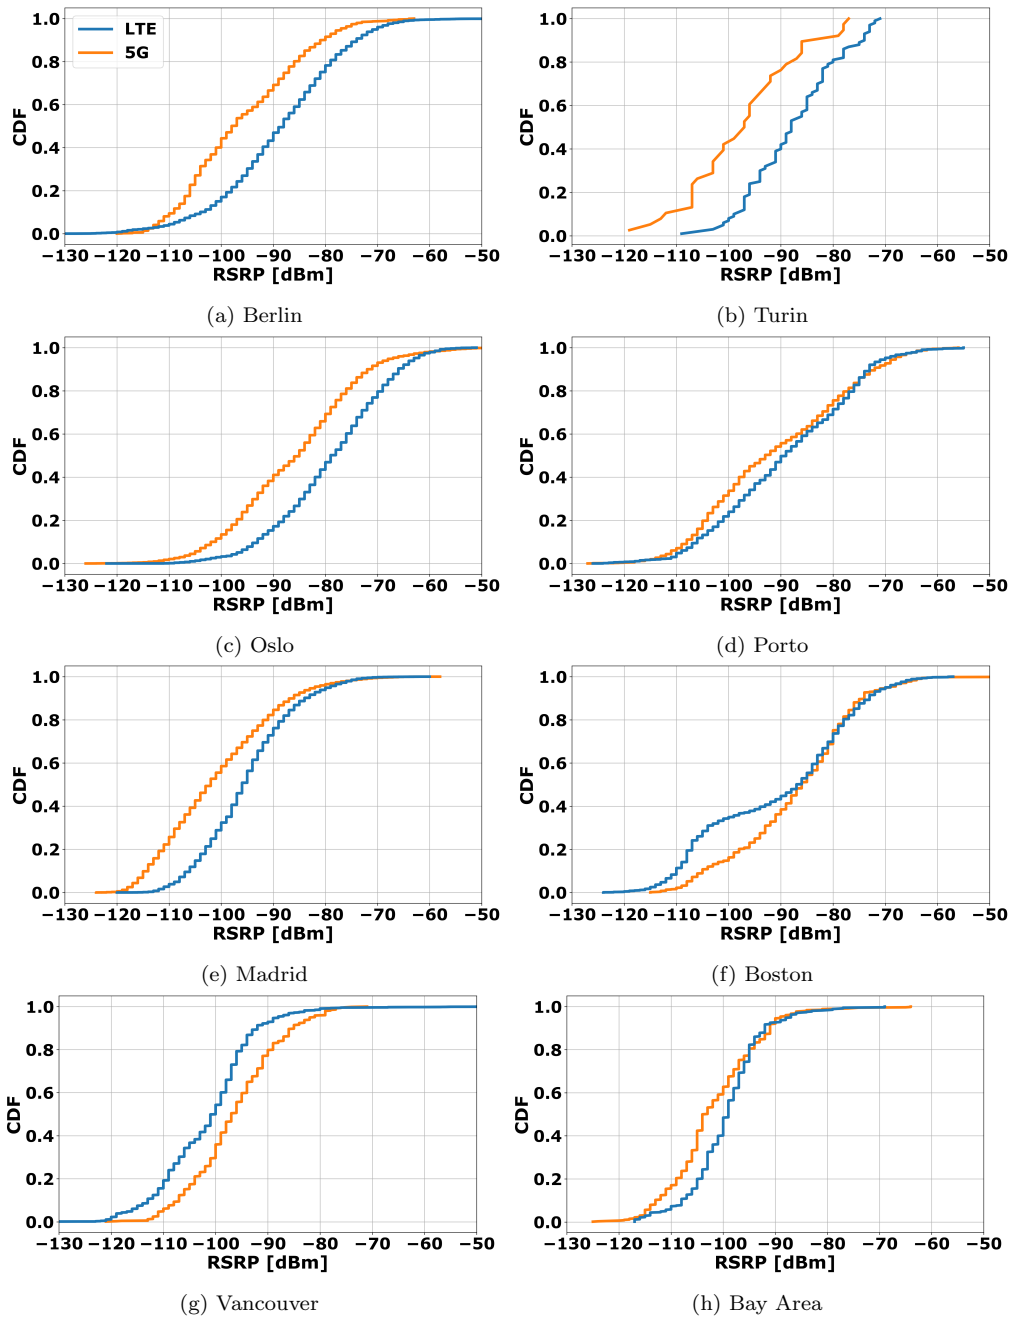 1.0
0.8
0.6
0.4
0.2
0.0
CDF
LTE
5G
−130 −120 −110 −100 −90 −80 −70 −60 −50
RSRP [dBm]
(a) Berlin
1.0
0.8
0.6
0.4
0.2
0.0
CDF
−130 −120 −110 −100 −90 −80 −70 −60 −50
RSRP [dBm]
(b) Turin
1.0
0.8
0.6
0.4
0.2
0.0
CDF
−130 −120 −110 −100 −90 −80 −70 −60 −50
RSRP [dBm]
(c) Oslo
1.0
0.8
0.6
0.4
0.2
0.0
CDF
−130 −120 −110 −100 −90 −80 −70 −60 −50
RSRP [dBm]
(d) Porto
1.0
0.8
0.6
0.4
0.2
0.0
CDF
−130 −120 −110 −100 −90 −80 −70 −60 −50
RSRP [dBm]
(e) Madrid
1.0
0.8
0.6
0.4
0.2
0.0
CDF
−130 −120 −110 −100 −90 −80 −70 −60 −50
RSRP [dBm]
(f) Boston
1.0
0.8
0.6
0.4
0.2
0.0
CDF
−130 −120 −110 −100 −90 −80 −70 −60 −50
RSRP [dBm]
(g) Vancouver
1.0
0.8
0.6
0.4
0.2
0.0
CDF
−130 −120 −110 −100 −90 −80 −70 −60 −50
RSRP [dBm]
(h) Bay Area